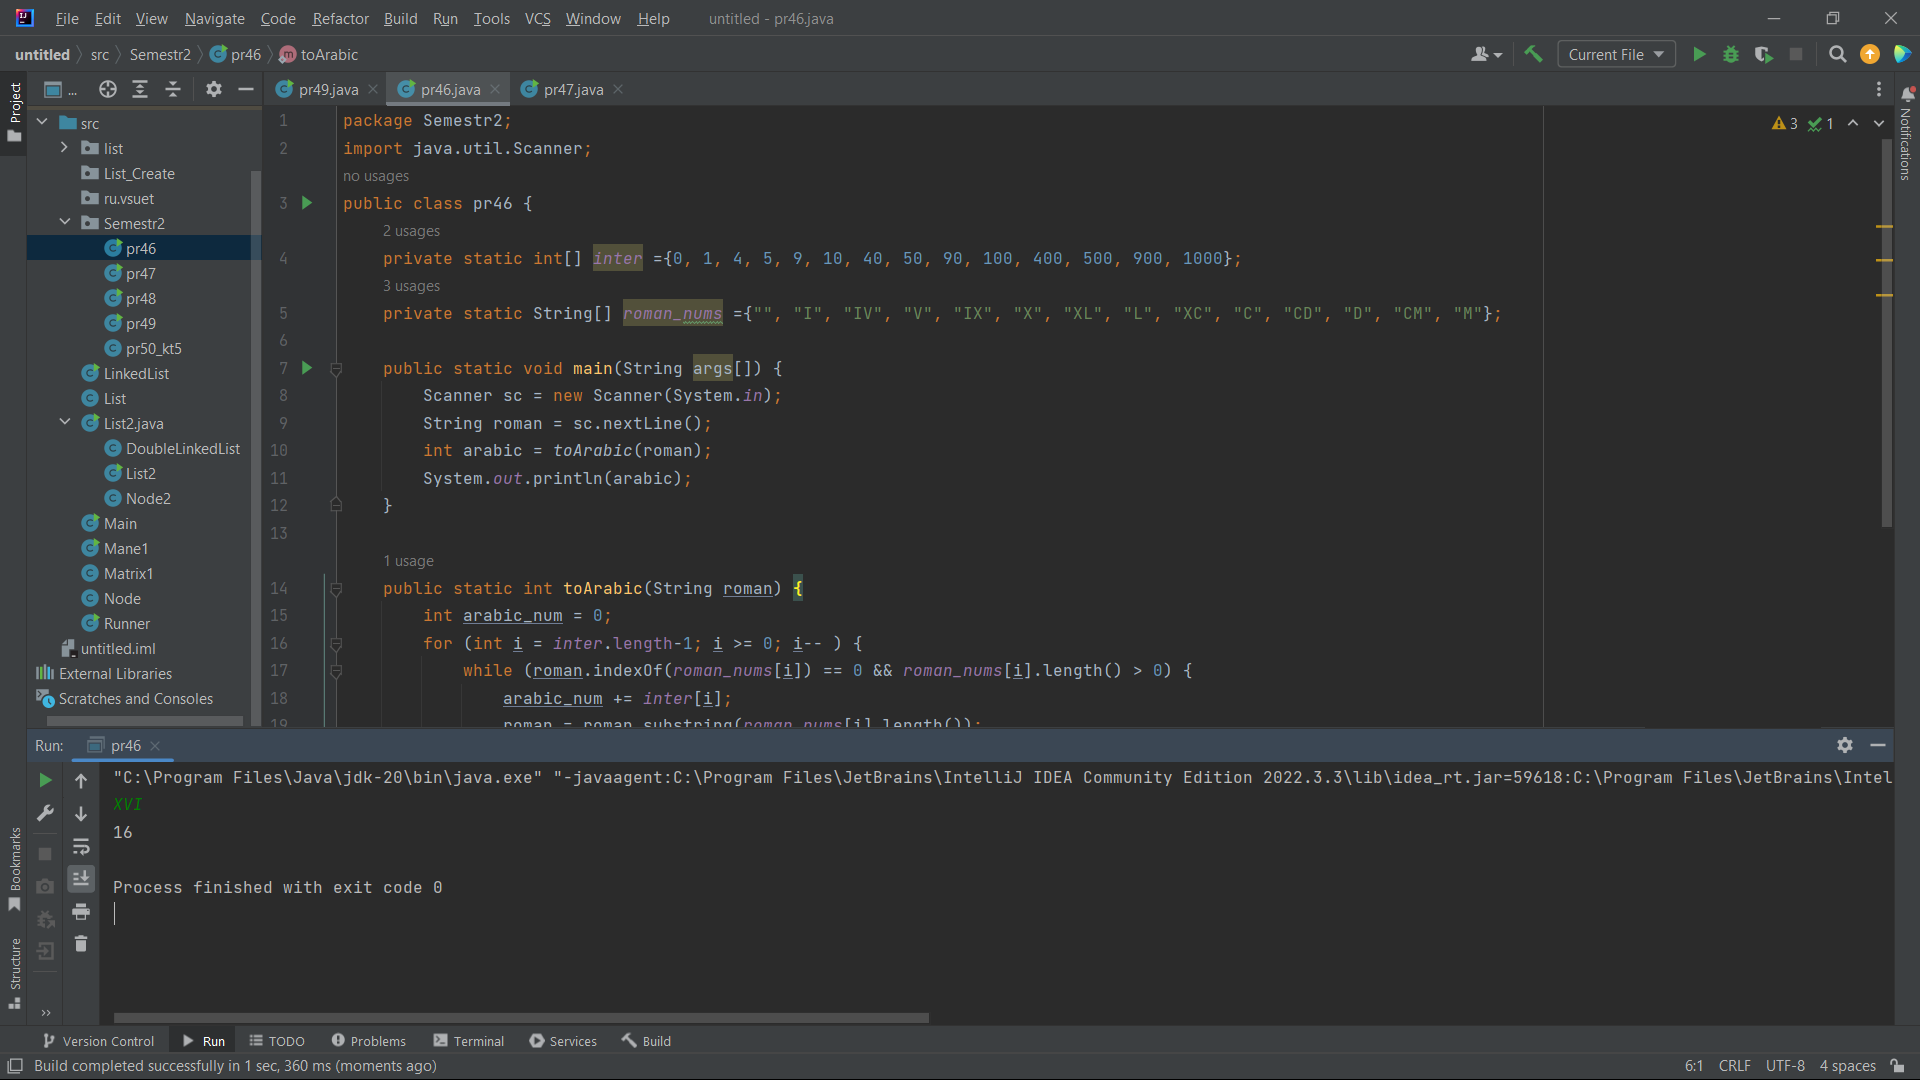 File Edit View Navigate Code Refactor Build Run Tools VCS Window Help untitled - pr46.java
untitled src Semestr2 pr46 toArabic Current File
Project ... pr49.java pr46.java pr47.java
src
list
List_Create
ru.vsuet
Semestr2
pr46
pr47
pr48
pr49
pr50_kt5
LinkedList
List
List2.java
DoubleLinkedList
List2
Node2
Main
Mane1
Matrix1
Node
Runner
untitled.iml
External Libraries
Scratches and Consoles
3 1
Notifications
1 package Semestr2;
2 import java.util.Scanner;
no usages
3 public class pr46 {
2 usages
4 private static int[] inter ={0, 1, 4, 5, 9, 10, 40, 50, 90, 100, 400, 500, 900, 1000};
3 usages
5 private static String[] roman_nums ={"", "I", "IV", "V", "IX", "X", "XL", "L", "XC", "C", "CD", "D", "CM", "M"};
6
7 public static void main(String args[]) {
8 Scanner sc = new Scanner(System.in);
9 String roman = sc.nextLine();
10 int arabic = toArabic(roman);
11 System.out.println(arabic);
12 }
13
1 usage
14 public static int toArabic(String roman) {
15 int arabic_num = 0;
16 for (int i = inter.length-1; i >= 0; i-- ) {
17 while (roman.indexOf(roman_nums[i]) == 0 && roman_nums[i].length() > 0) {
18 arabic_num += inter[i];
19 roman = roman.substring(roman_nums[i].length());
Run: pr46
"C:\Program Files\Java\jdk-20\bin\java.exe" "-javaagent:C:\Program Files\JetBrains\IntelliJ IDEA Community Edition 2022.3.3\lib\idea_rt.jar=59618:C:\Program Files\JetBrains\Intel
XVI
16
Process finished with exit code 0
Bookmarks
Structure
Version Control Run TODO Problems Terminal Services Build
Build completed successfully in 1 sec, 360 ms (moments ago) 6:1 CRLF UTF-8 4 spaces